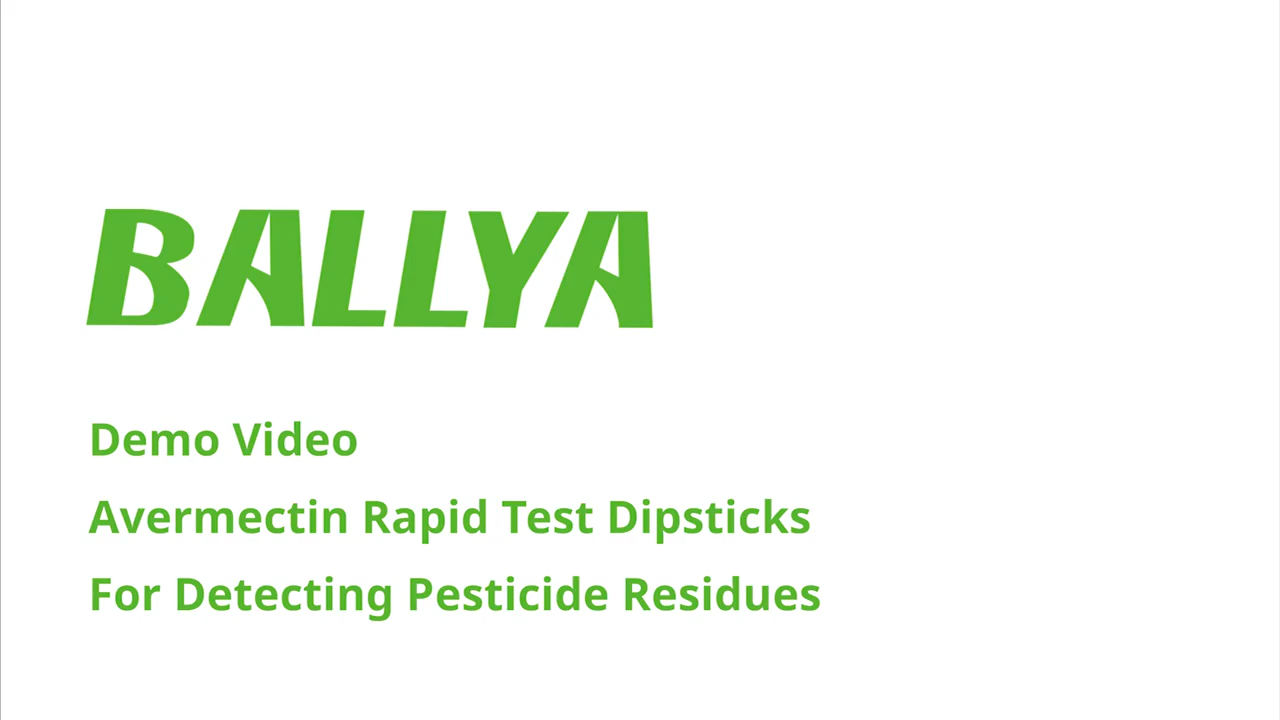 BALLYA
Demo Video
Avermectin Rapid Test Dipsticks
For Detecting Pesticide Residues